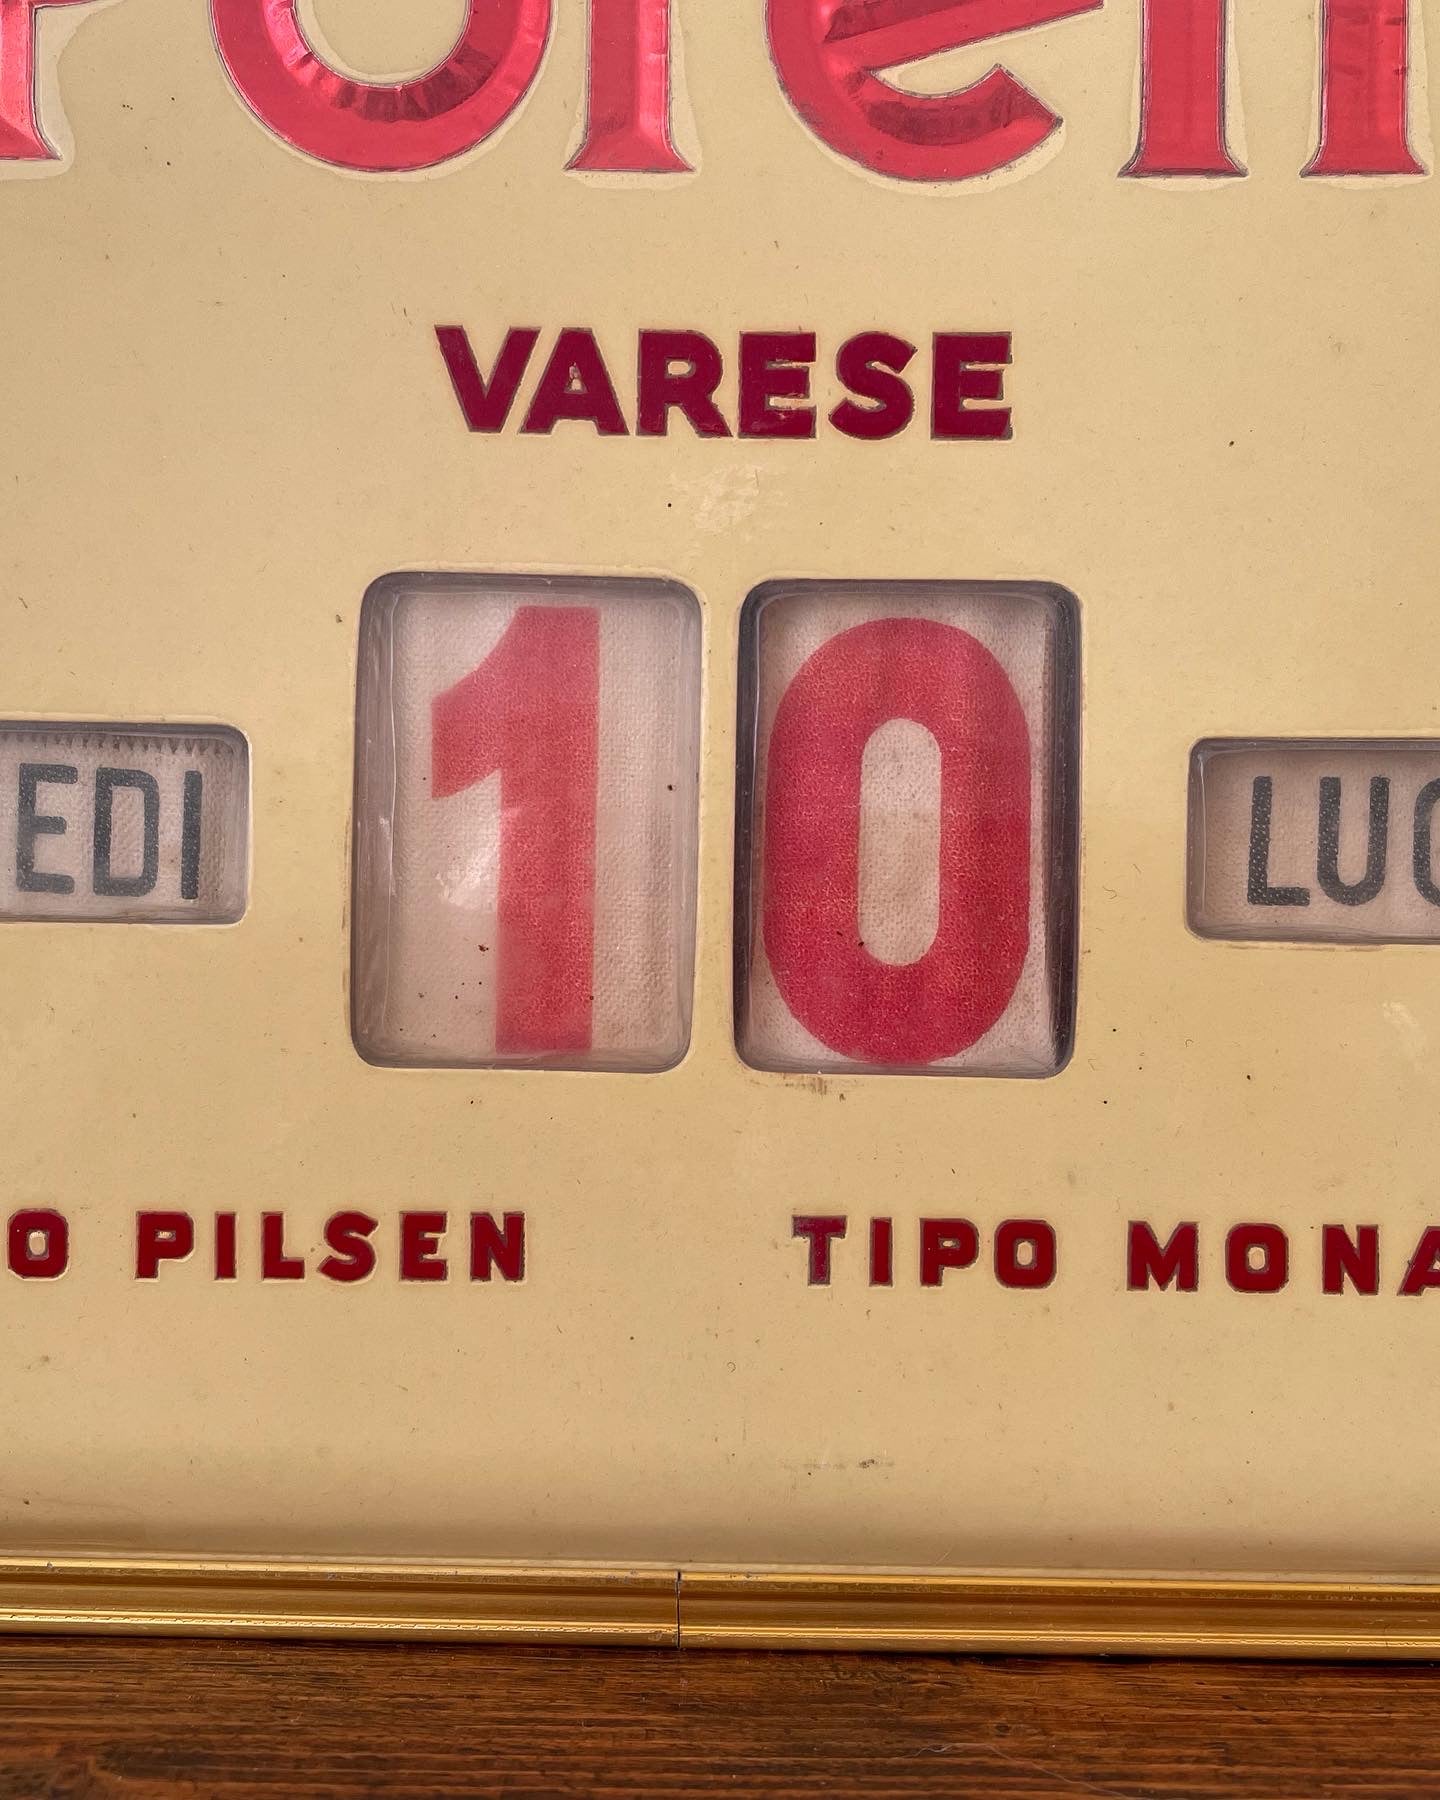 VARESE
EDI 10 LUG
O PILSEN TIPO MONA